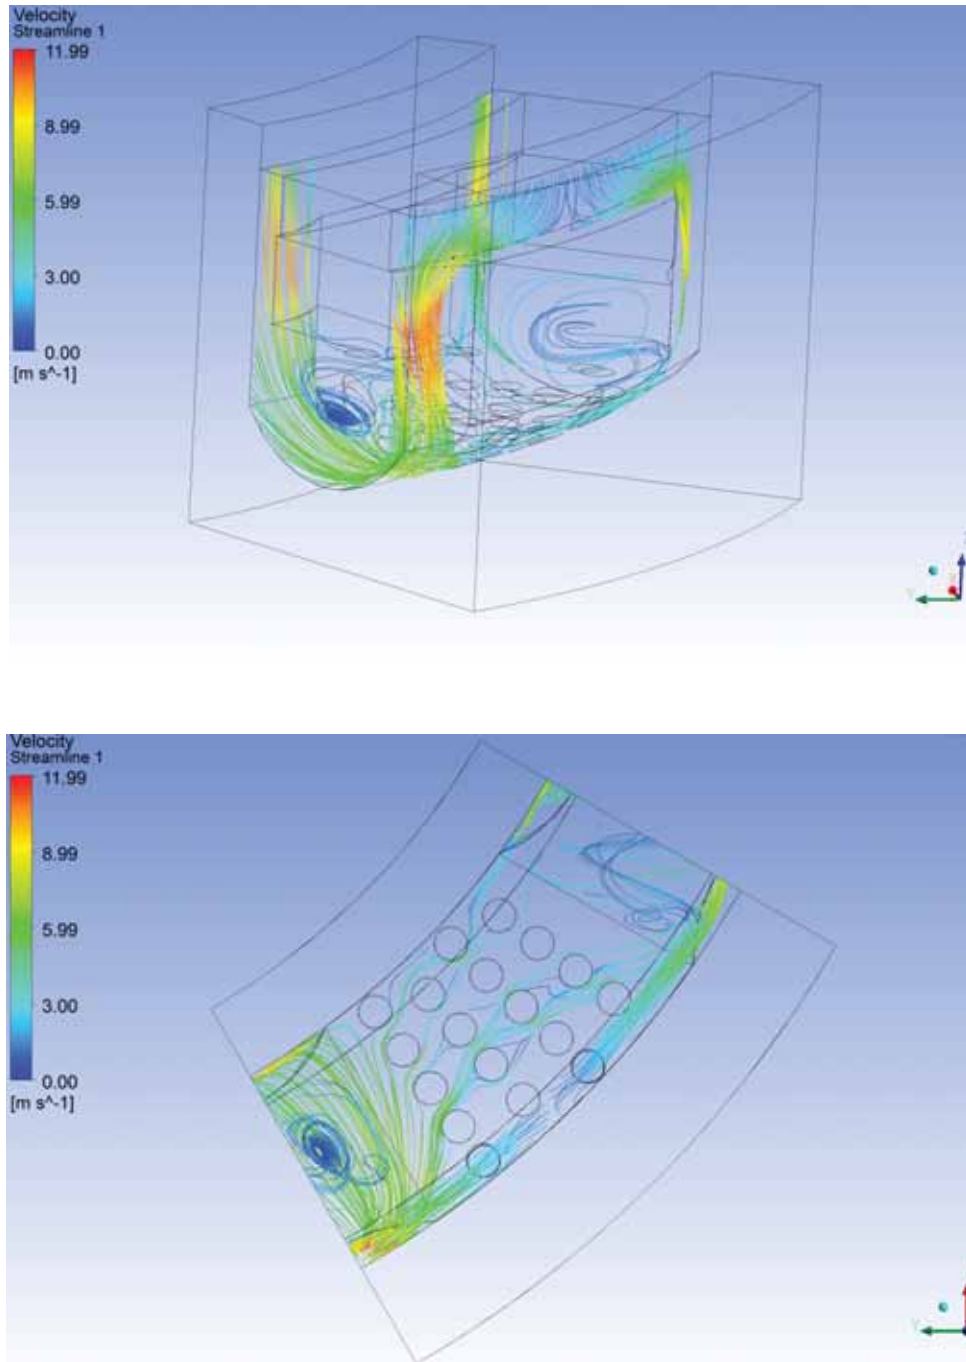 Velocity
Streamline 1
11.99
8.99
5.99
3.00
0.00
[m s^-1]
Y
Velocity
Streamline 1
11.99
8.99
5.99
3.00
0.00
[m s^-1]
Y